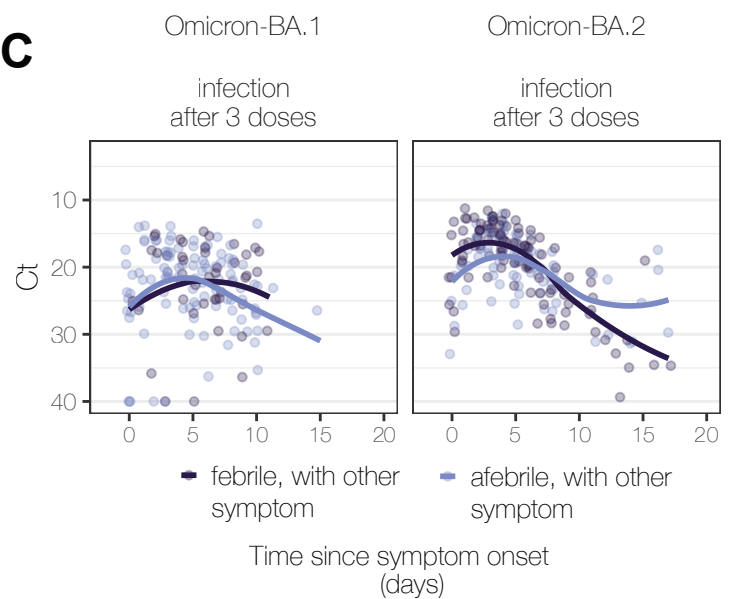 C
Omicron-BA.1
Omicron-BA.2
infection
after 3 doses
infection
after 3 doses
Ct
10
20
30
40
0 5 10 15 20
0 5 10 15 20
febrile, with other
symptom
afebrile, with other
symptom
Time since symptom onset
(days)